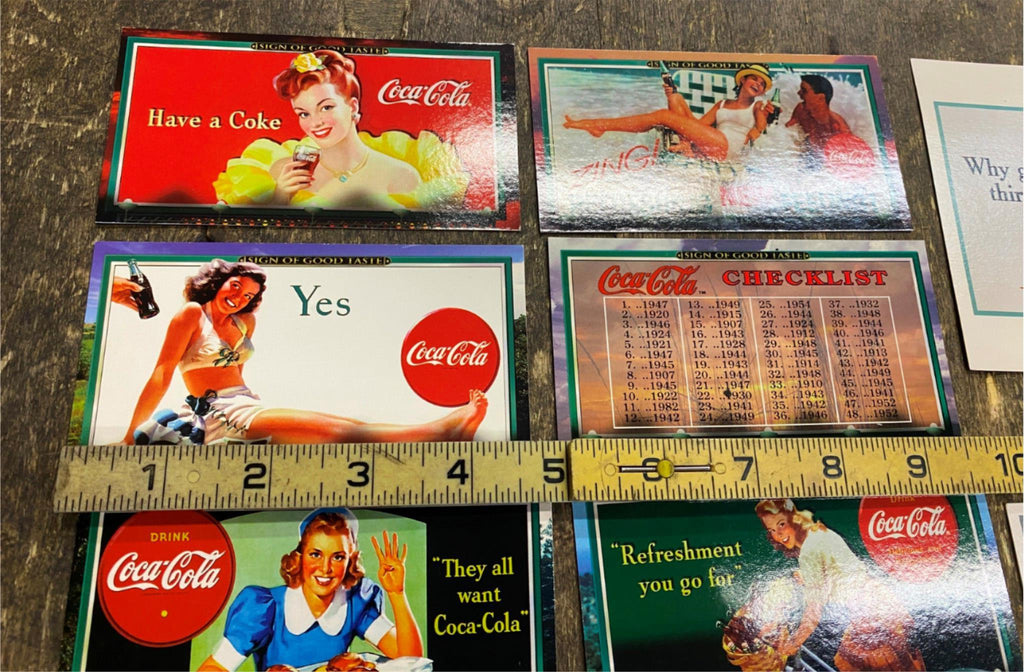 SIGN OF GOOD TASTE
Have a Coke
Coca-Cola
SIGN OF GOOD TAS
ZING!
Why g
thir
SIGN OF GOOD TASTE
Yes
Coca-Cola
SIGN OF GOOD TASTE
Coca-Cola™ CHECKLIST
1. ..1947 13. ..1949 25. ..1954 37. ..1932
2. ..1920 14. ..1915 26. ..1944 38. ..1948
3. ..1946 15. ..1907 27. ..1924 39. ..1944
4. ..1924 16. ..1943 28. ..1912 40. ..1946
5. ..1921 17. ..1928 29. ..1948 41. ..1941
6. ..1947 18. ..1944 30. ..1945 42. ..1913
7. ..1945 19. ..1943 31. ..1914 43. ..1942
8. ..1907 20. ..1944 32. ..1948 44. ..1949
9. ..1945 21. ..1947 33. ..1910 45. ..1945
10. ..1922 22. ..1930 34. ..1943 46. ..1941
11. ..1982 23. ..1941 35. ..1942 47. ..1952
12. ..1942 24. ..1949 36. ..1946 48. ..1952
1 2 3 4 5 6 7 8 9 10
DRINK
Coca-Cola
"They all
want
Coca-Cola"
"Refreshment
you go for"
DRINK
Coca-Cola